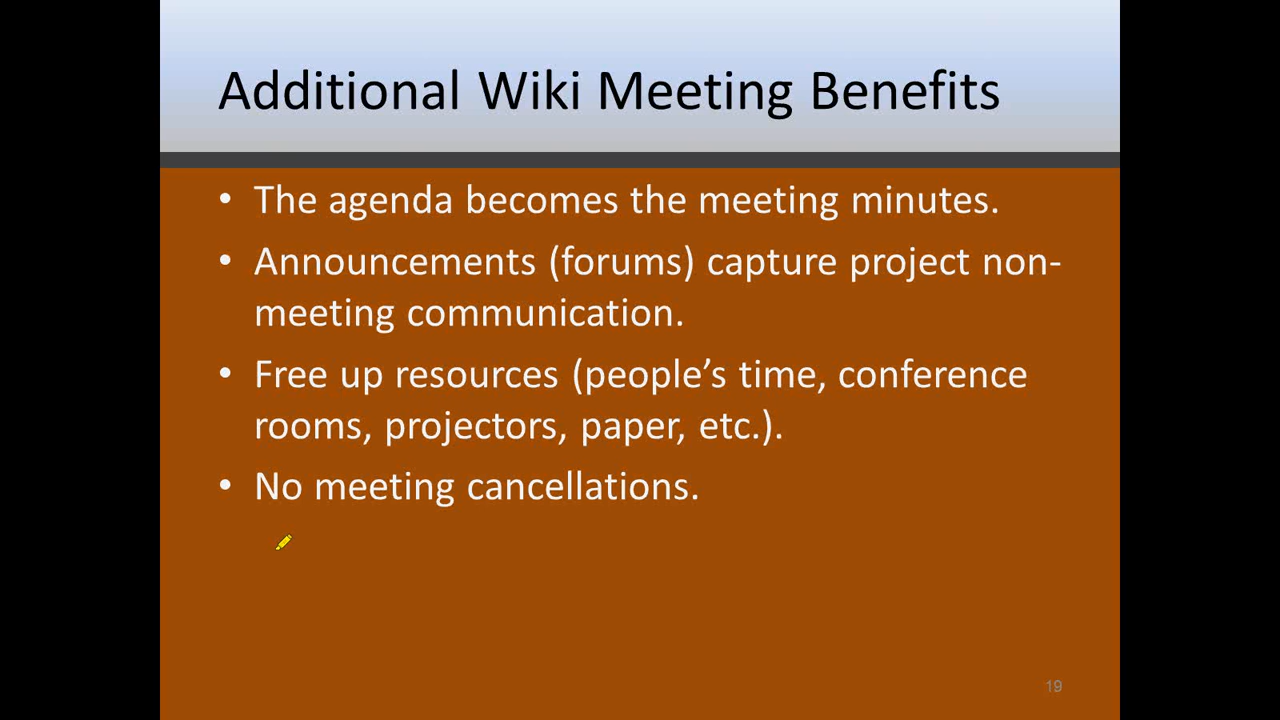 Additional Wiki Meeting Benefits
• The agenda becomes the meeting minutes.
• Announcements (forums) capture project non-
meeting communication.
• Free up resources (people’s time, conference
rooms, projectors, paper, etc.).
• No meeting cancellations.
19